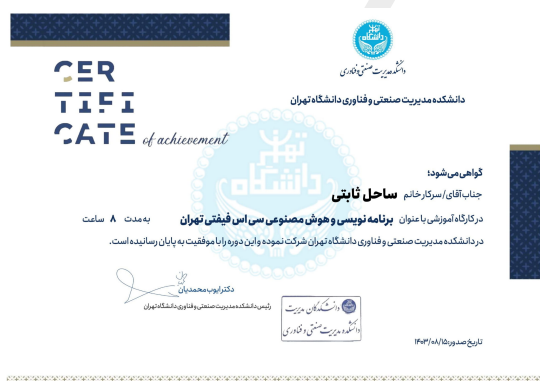 دانشگاه تهران
دانشکده مدیریت صنعتی و فناوری
دانشکده مدیریت صنعتی و فناوری دانشگاه تهران
CER
TIFI
CATE of achievement
گواهی می‌شود؛
جناب آقای/سرکار خانم ساحل ثابتی
در کارگاه آموزشی با عنوان برنامه نویسی و هوش مصنوعی سی اس فیفتی تهران به مدت ۸ ساعت
در دانشکده مدیریت صنعتی و فناوری دانشگاه تهران شرکت نموده و این دوره را با موفقیت به پایان رسانیده است.
دکتر ایوب محمدیان
رئیس دانشکده مدیریت صنعتی و فناوری دانشگاه تهران
دانشکدگان مدیریت
دانشکده مدیریت صنعتی و فناوری
تاریخ صدور: ۱۴۰۳/۰۸/۱۵